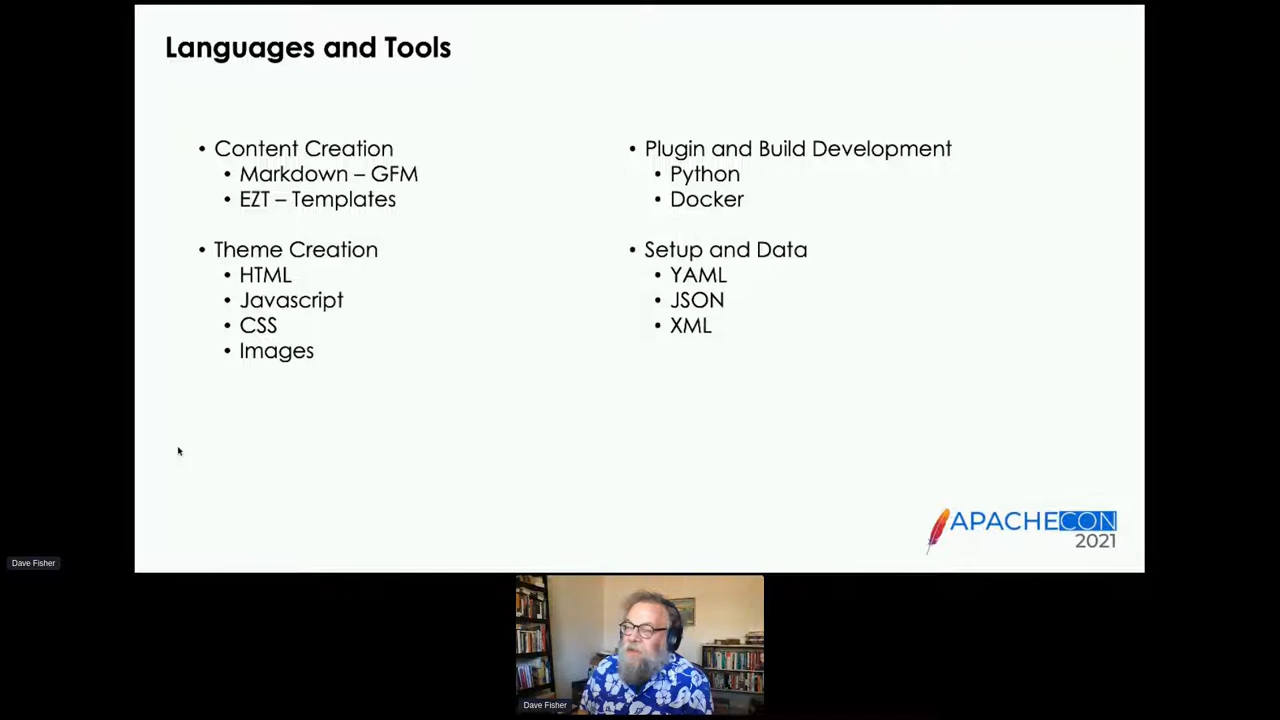 Languages and Tools
• Content Creation
• Markdown – GFM
• EZT – Templates
• Theme Creation
• HTML
• Javascript
• CSS
• Images
• Plugin and Build Development
• Python
• Docker
• Setup and Data
• YAML
• JSON
• XML
APACHECON
2021
Dave Fisher
Dave Fisher